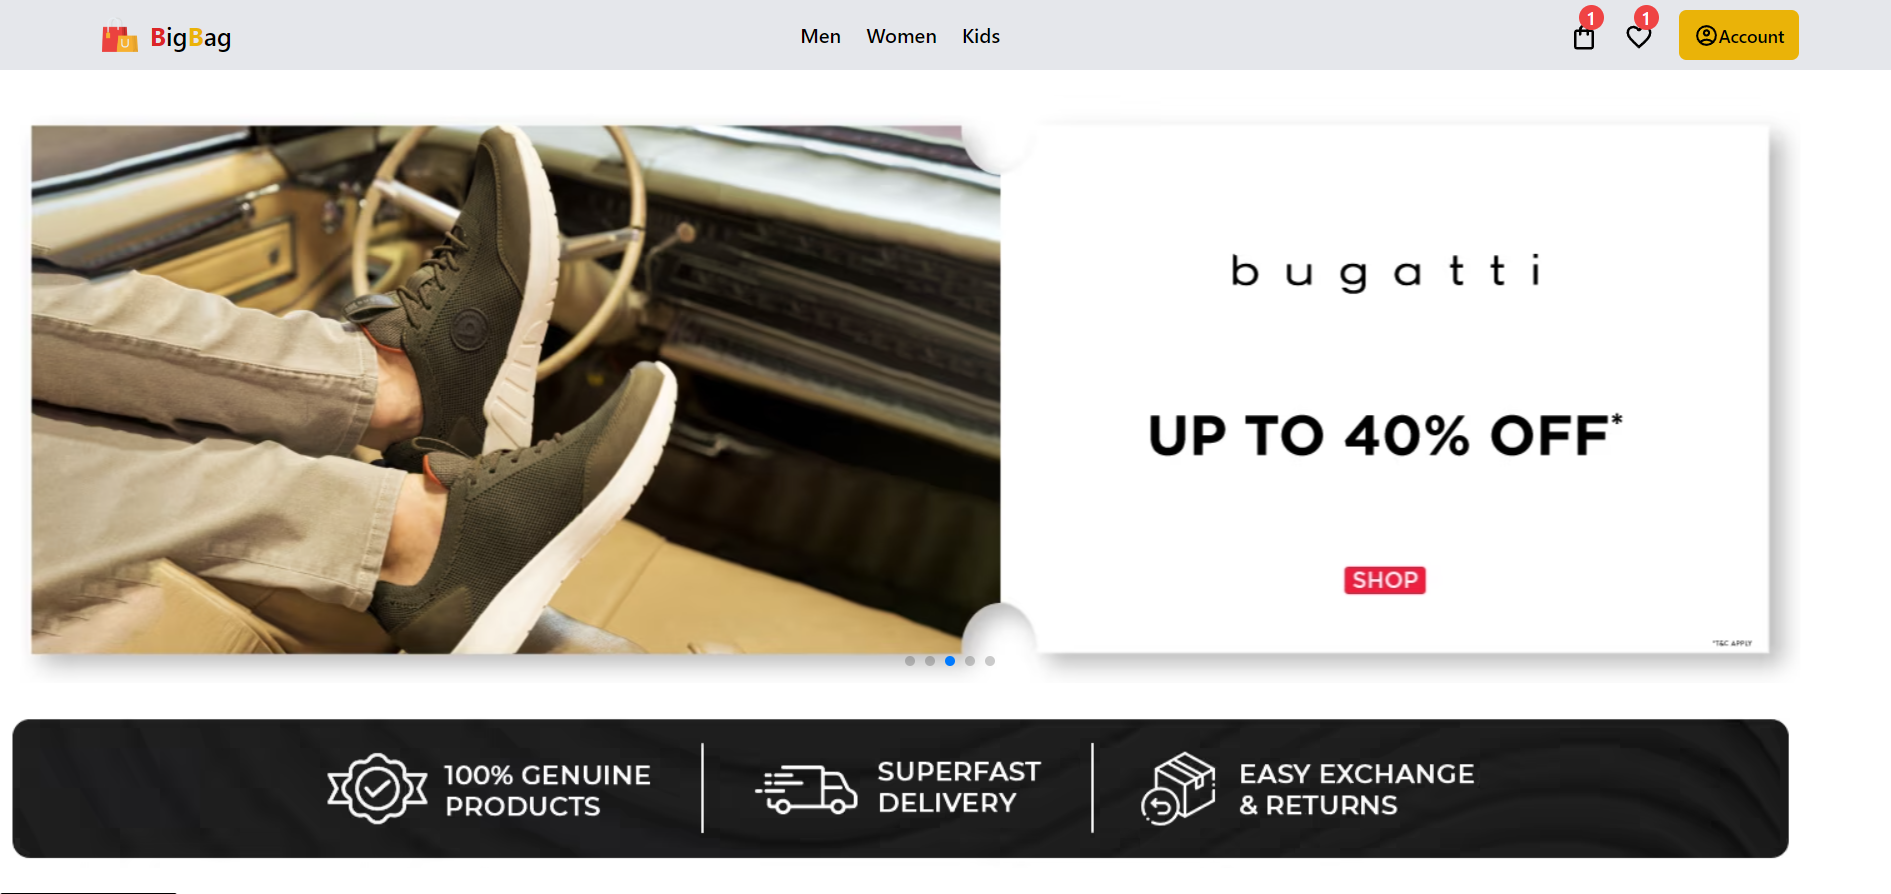 BigBag
Men Women Kids
1
1
Account
bugatti
UP TO 40% OFF*
SHOP
*T&C APPLY
100% GENUINE
PRODUCTS
SUPERFAST
DELIVERY
EASY EXCHANGE
& RETURNS